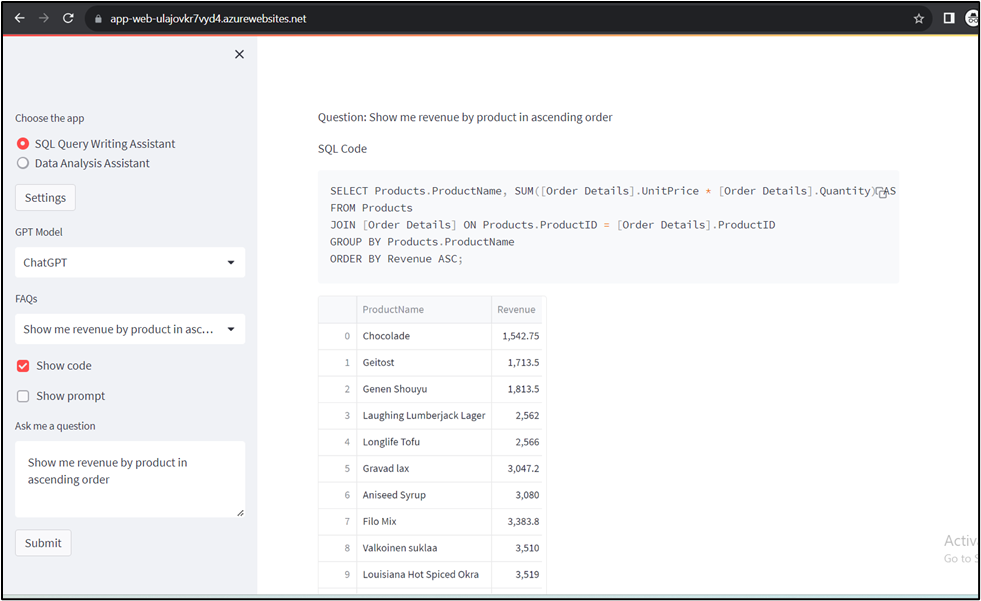 app-web-ulajovkr7vyd4.azurewebsites.net
Choose the app
SQL Query Writing Assistant
Data Analysis Assistant
Settings
GPT Model
ChatGPT
FAQs
Show me revenue by product in asc...
Show code
Show prompt
Ask me a question
Show me revenue by product in
ascending order
Submit
Question: Show me revenue by product in ascending order
SQL Code
SELECT Products.ProductName, SUM([Order Details].UnitPrice * [Order Details].Quantity) AS
FROM Products
JOIN [Order Details] ON Products.ProductID = [Order Details].ProductID
GROUP BY Products.ProductName
ORDER BY Revenue ASC;
ProductName Revenue
0 Chocolade 1,542.75
1 Geitost 1,713.5
2 Genen Shouyu 1,813.5
3 Laughing Lumberjack Lager 2,562
4 Longlife Tofu 2,566
5 Gravad lax 3,047.2
6 Aniseed Syrup 3,080
7 Filo Mix 3,383.8
8 Valkoinen suklaa 3,510
9 Louisiana Hot Spiced Okra 3,519
Activ
Go to S